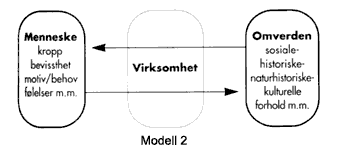 Menneske
kropp
bevissthet
motiv/behov
følelser m.m.
Virksomhet
Omverden
sosiale-
historiske-
naturhistoriske-
kulturelle
forhold m.m.
Modell 2